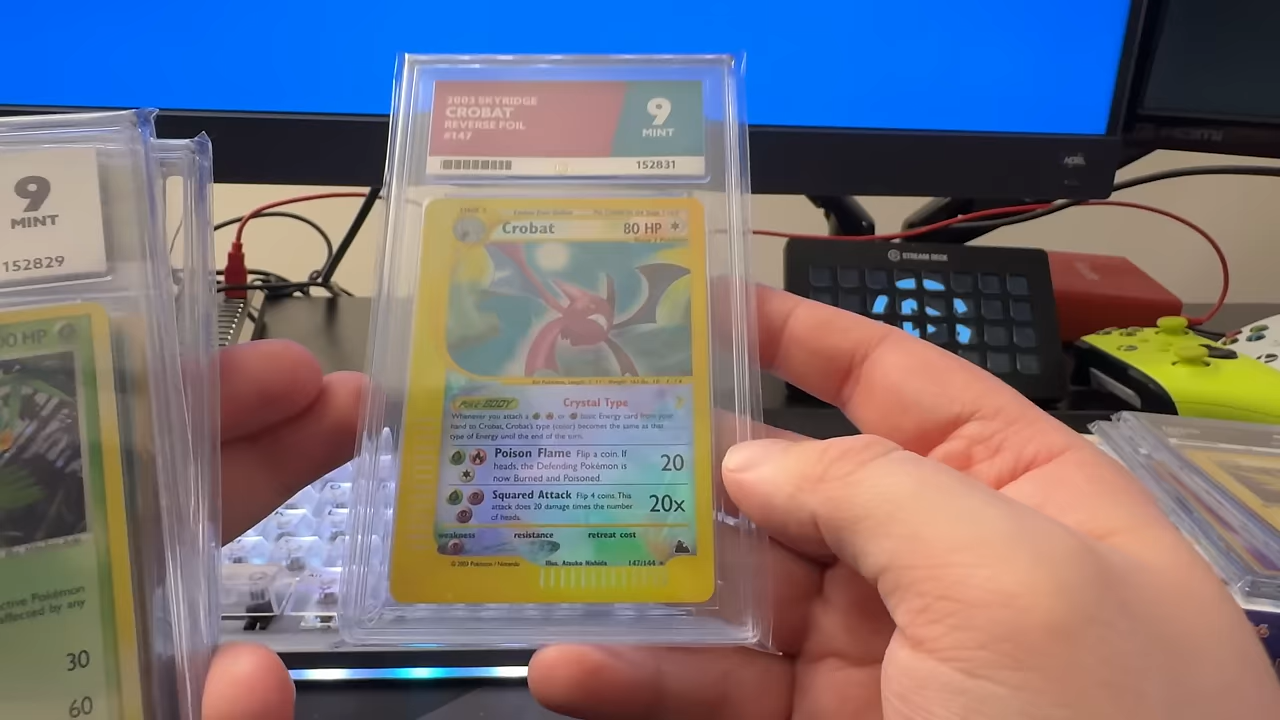 2003 SKYRIDGE
CROBAT
REVERSE FOIL
#147
9
MINT
152831
9
MINT
152829
Crobat
80 HP
Poké-BODY
Crystal Type
Whenever you attach a or basic Energy card from your
hand to Crobat, Crobat's type (color) becomes the same as that
type of Energy until the end of the turn.
Poison Flame Flip a coin. If
heads, the Defending Pokémon is
now Burned and Poisoned.
20
Squared Attack Flip 4 coins. This
attack does 20 damage times the number
of heads.
20x
weakness
resistance
retreat cost
© 2003 Pokémon / Nintendo
Illus. Atsuko Nishida
147/144
00 HP
ctive Pokémon
affected by any
30
60
STREAM DECK